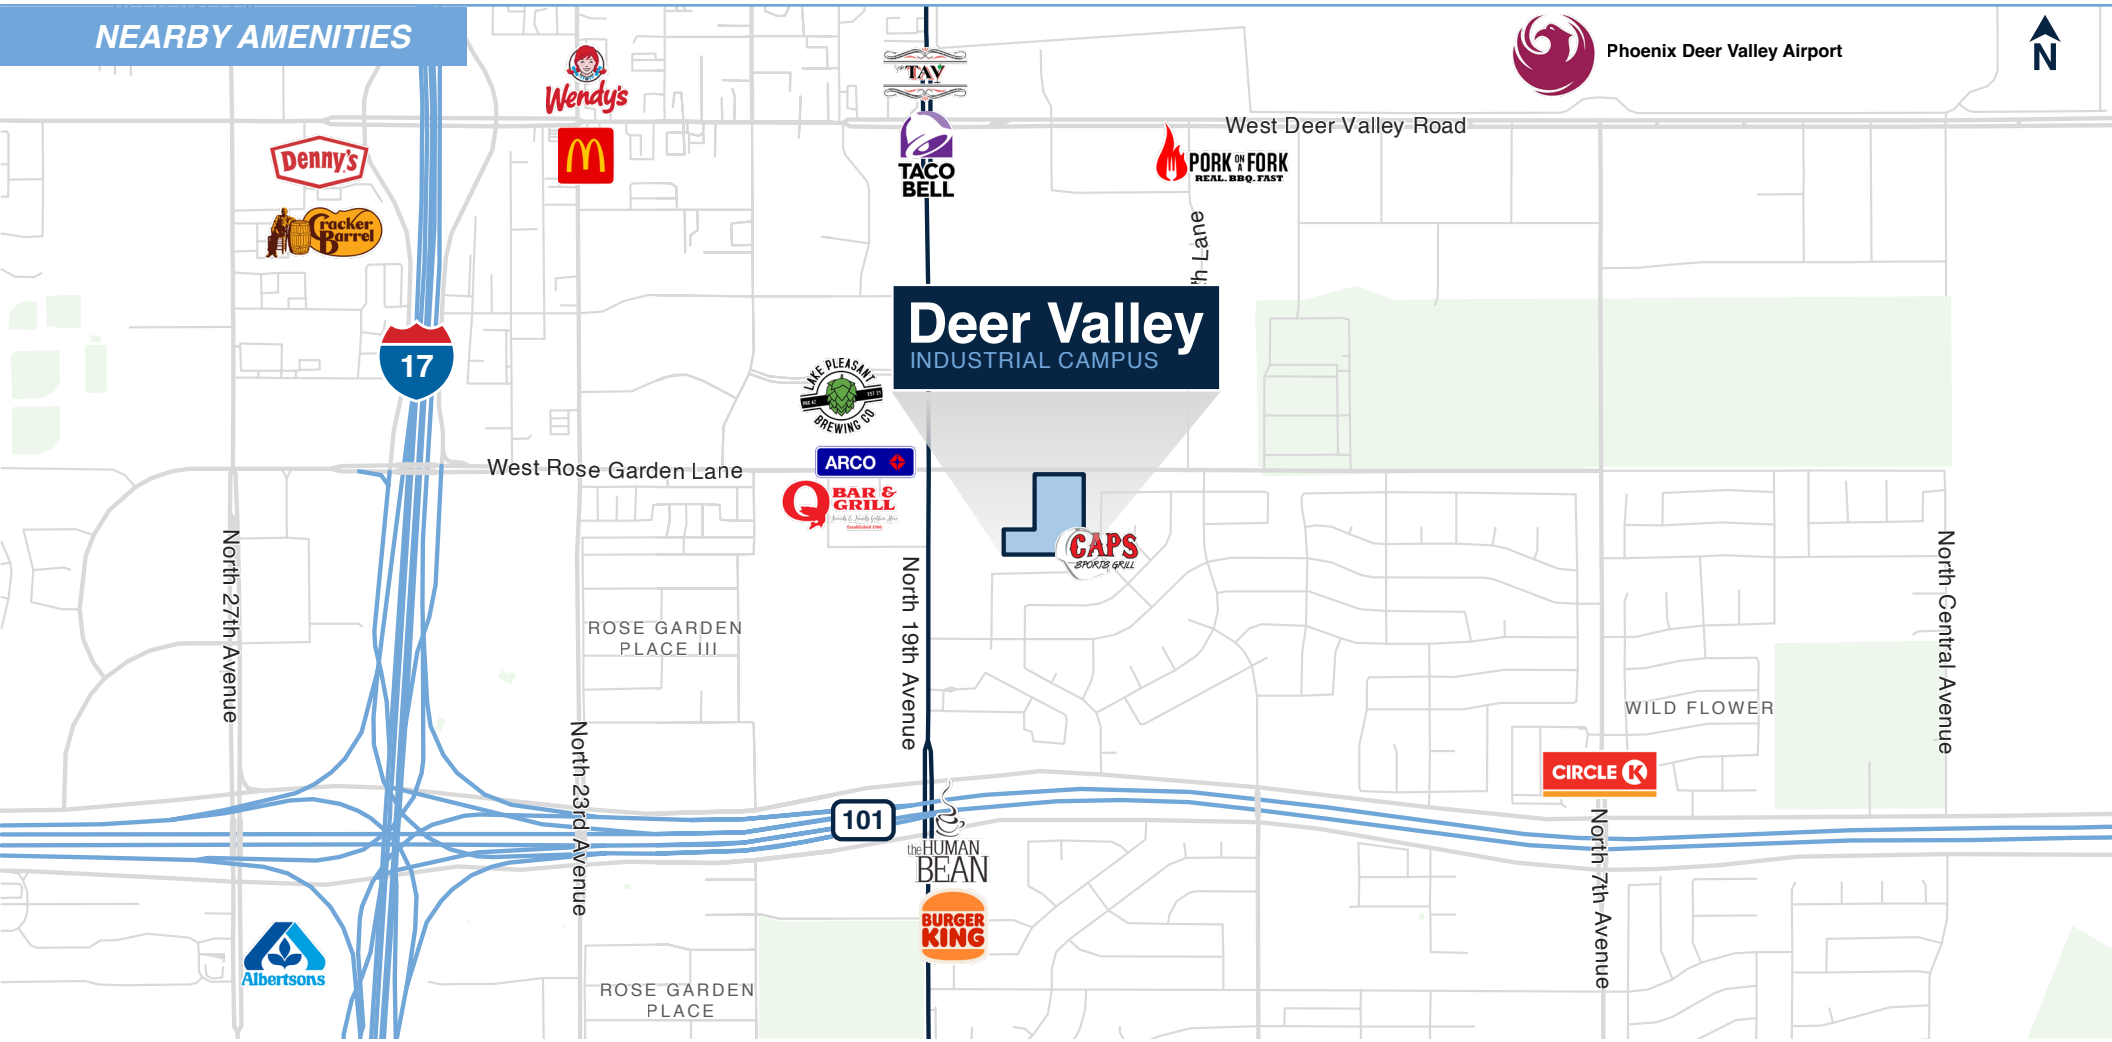 NEARBY AMENITIES
Wendy's
TAV
Phoenix Deer Valley Airport
N
West Deer Valley Road
Denny's
TACO
BELL
PORK ON A FORK
REAL. BBQ. FAST
Cracker
Barrel
th Lane
Deer Valley
INDUSTRIAL CAMPUS
17
LAKE PLEASANT
BREWING CO
ARCO
West Rose Garden Lane
Q BAR &
GRILL
Established 1986
CAPS
SPORTS GRILL
North 27th Avenue
North 19th Avenue
North Central Avenue
ROSE GARDEN
PLACE III
WILD FLOWER
North 23rd Avenue
CIRCLE K
101
North 7th Avenue
the HUMAN
BEAN
BURGER
KING
Albertsons
ROSE GARDEN
PLACE